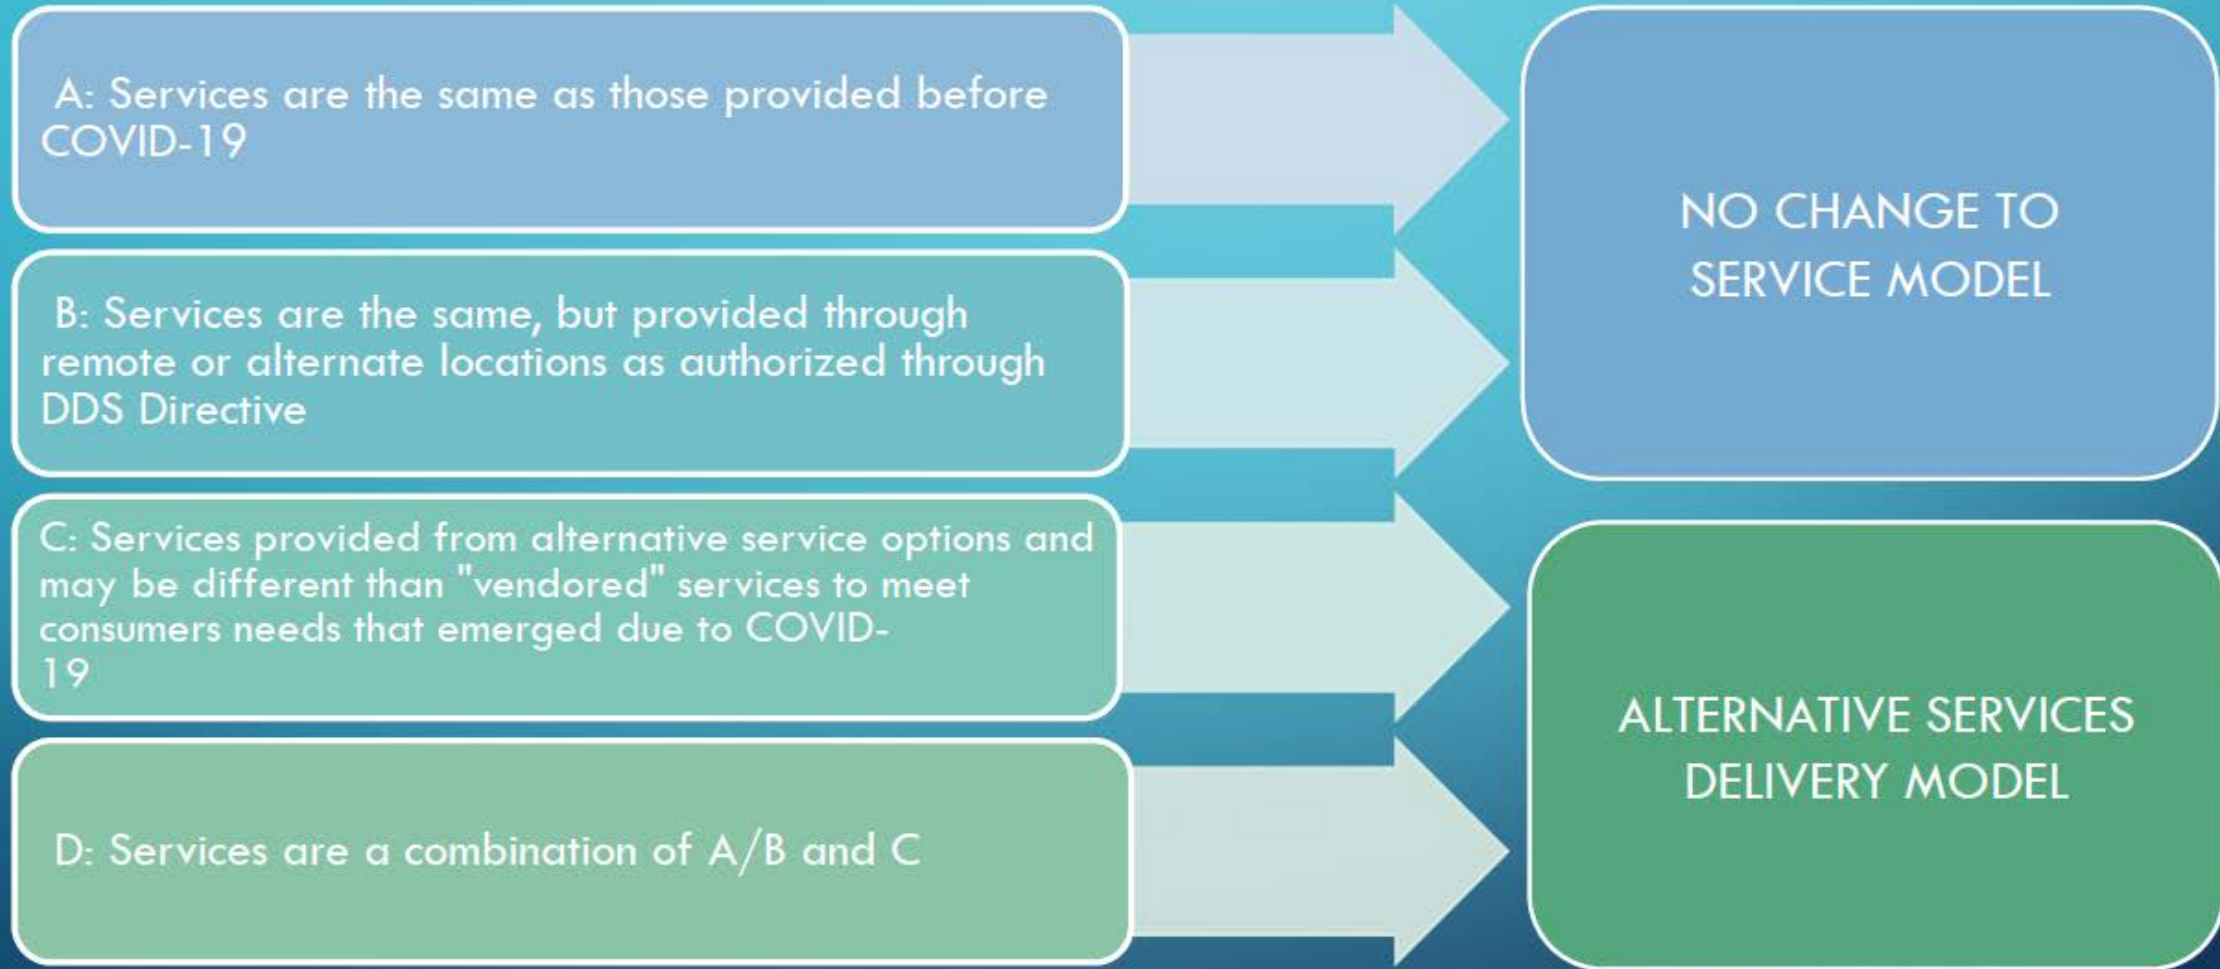 A: Services are the same as those provided before
COVID-19
B: Services are the same, but provided through
remote or alternate locations as authorized through
DDS Directive
C: Services provided from alternative service options and
may be different than "vendored" services to meet
consumers needs that emerged due to COVID-
19
D: Services are a combination of A/B and C
NO CHANGE TO
SERVICE MODEL
ALTERNATIVE SERVICES
DELIVERY MODEL